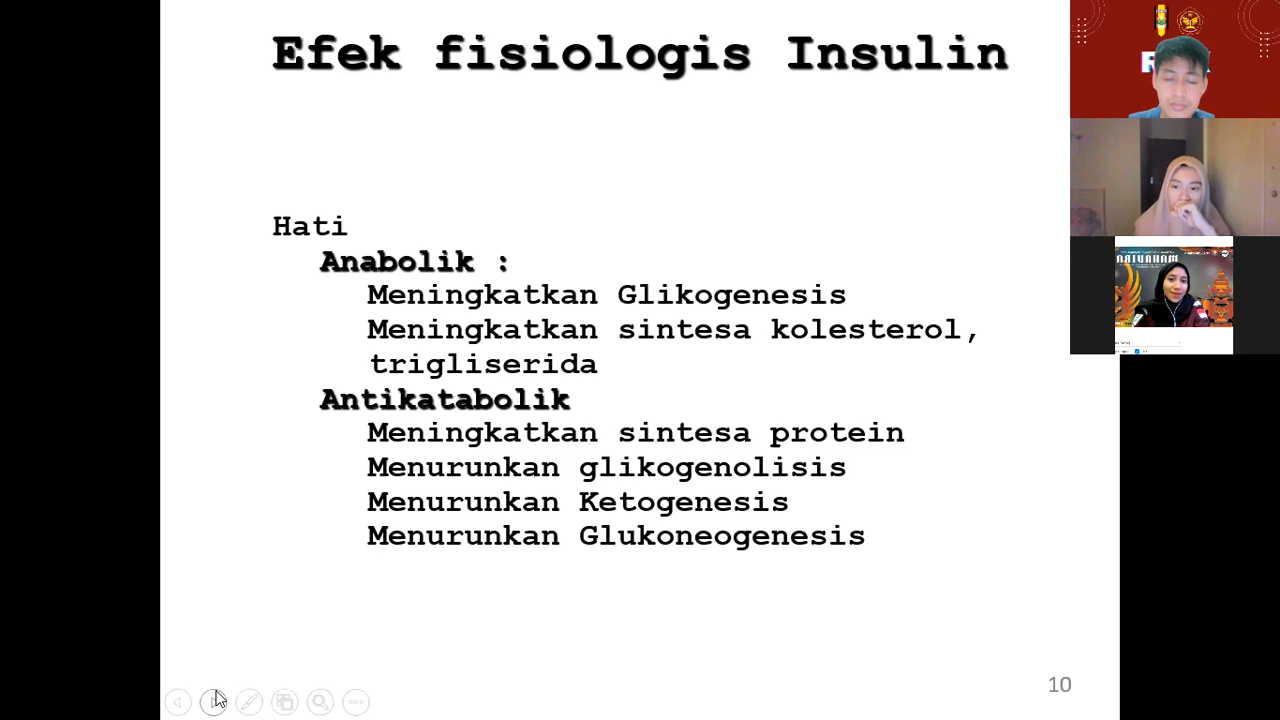 Efek fisiologis Insulin
Hati
Anabolik :
Meningkatkan Glikogenesis
Meningkatkan sintesa kolesterol,
trigliserida
Antikatabolik
Meningkatkan sintesa protein
Menurunkan glikogenolisis
Menurunkan Ketogenesis
Menurunkan Glukoneogenesis
10